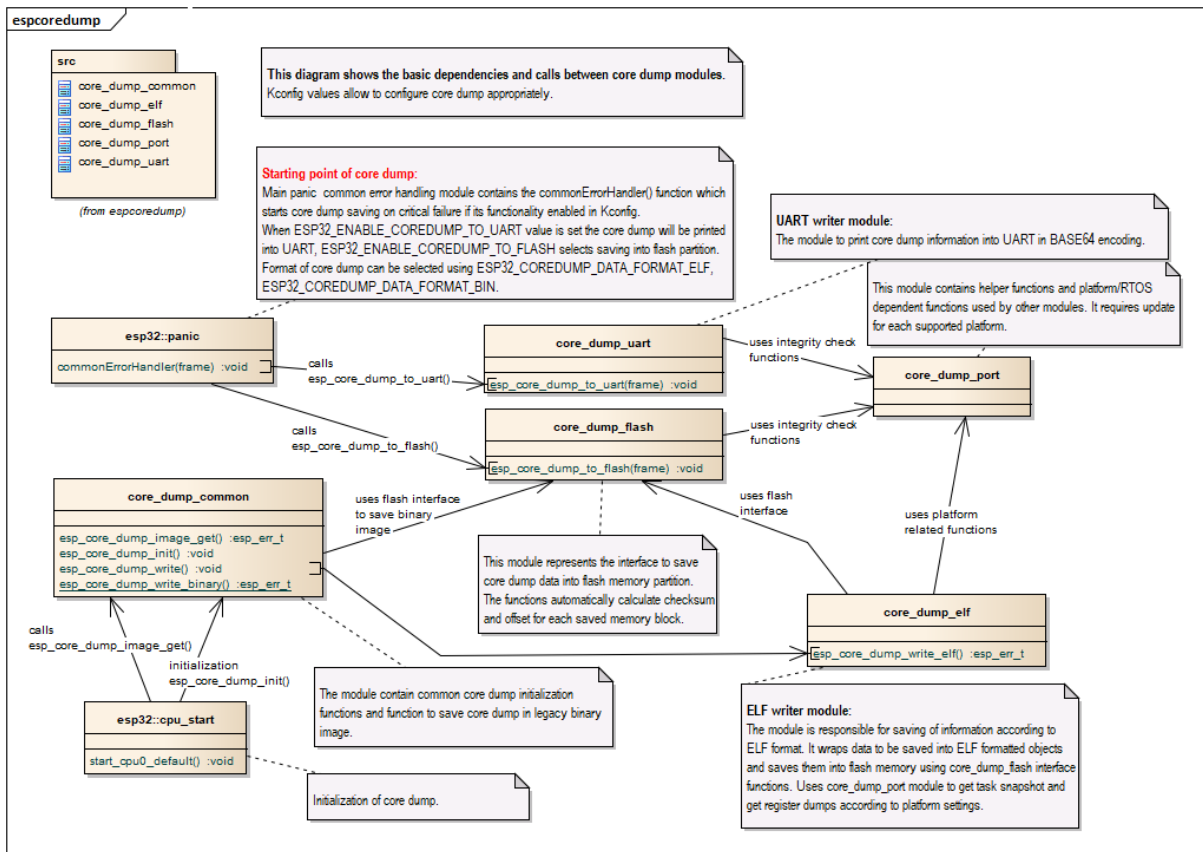 espcoredump
src
core_dump_common
core_dump_elf
core_dump_flash
core_dump_port
core_dump_uart
(from espcoredump)
This diagram shows the basic dependencies and calls between core dump modules.
Kconfig values allow to configure core dump appropriately.
Starting point of core dump:
Main panic common error handling module contains the commonErrorHandler() function which
starts core dump saving on critical failure if its functionality enabled in Kconfig.
When ESP32_ENABLE_COREDUMP_TO_UART value is set the core dump will be printed
into UART, ESP32_ENABLE_COREDUMP_TO_FLASH selects saving into flash partition.
Format of core dump can be selected using ESP32_COREDUMP_DATA_FORMAT_ELF,
ESP32_COREDUMP_DATA_FORMAT_BIN.
UART writer module:
The module to print core dump information into UART in BASE64 encoding.
This module contains helper functions and platform/RTOS
dependent functions used by other modules. It requires update
for each supported platform.
esp32::panic
commonErrorHandler(frame) :void
calls
esp_core_dump_to_uart()
core_dump_uart
esp_core_dump_to_uart(frame) :void
uses integrity check
functions
core_dump_port
calls
esp_core_dump_to_flash()
core_dump_flash
esp_core_dump_to_flash(frame) :void
uses integrity check
functions
core_dump_common
esp_core_dump_image_get() :esp_err_t
esp_core_dump_init() :void
esp_core_dump_write() :void
esp_core_dump_write_binary() :esp_err_t
uses flash interface
to save binary
image
uses flash
interface
uses platform
related functions
This module represents the interface to save
core dump data into flash memory partition.
The functions automatically calculate checksum
and offset for each saved memory block.
core_dump_elf
esp_core_dump_write_elf() :esp_err_t
calls
esp_core_dump_image_get()
initialization
esp_core_dump_init()
The module contain common core dump initialization
functions and function to save core dump in legacy binary
image.
esp32::cpu_start
start_cpu0_default() :void
Initialization of core dump.
ELF writer module:
The module is responsible for saving of information according to
ELF format. It wraps data to be saved into ELF formatted objects
and saves them into flash memory using core_dump_flash interface
functions. Uses core_dump_port module to get task snapshot and
get register dumps according to platform settings.